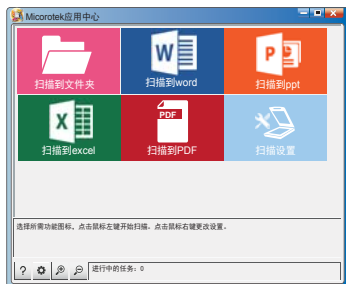 Microrotek应用中心
扫描到文件夹
扫描到word
扫描到ppt
扫描到excel
PDF
扫描到PDF
扫描设置
选择所需功能图标，点击鼠标左键开始扫描。点击鼠标右键更改设置。
进行中的任务：0